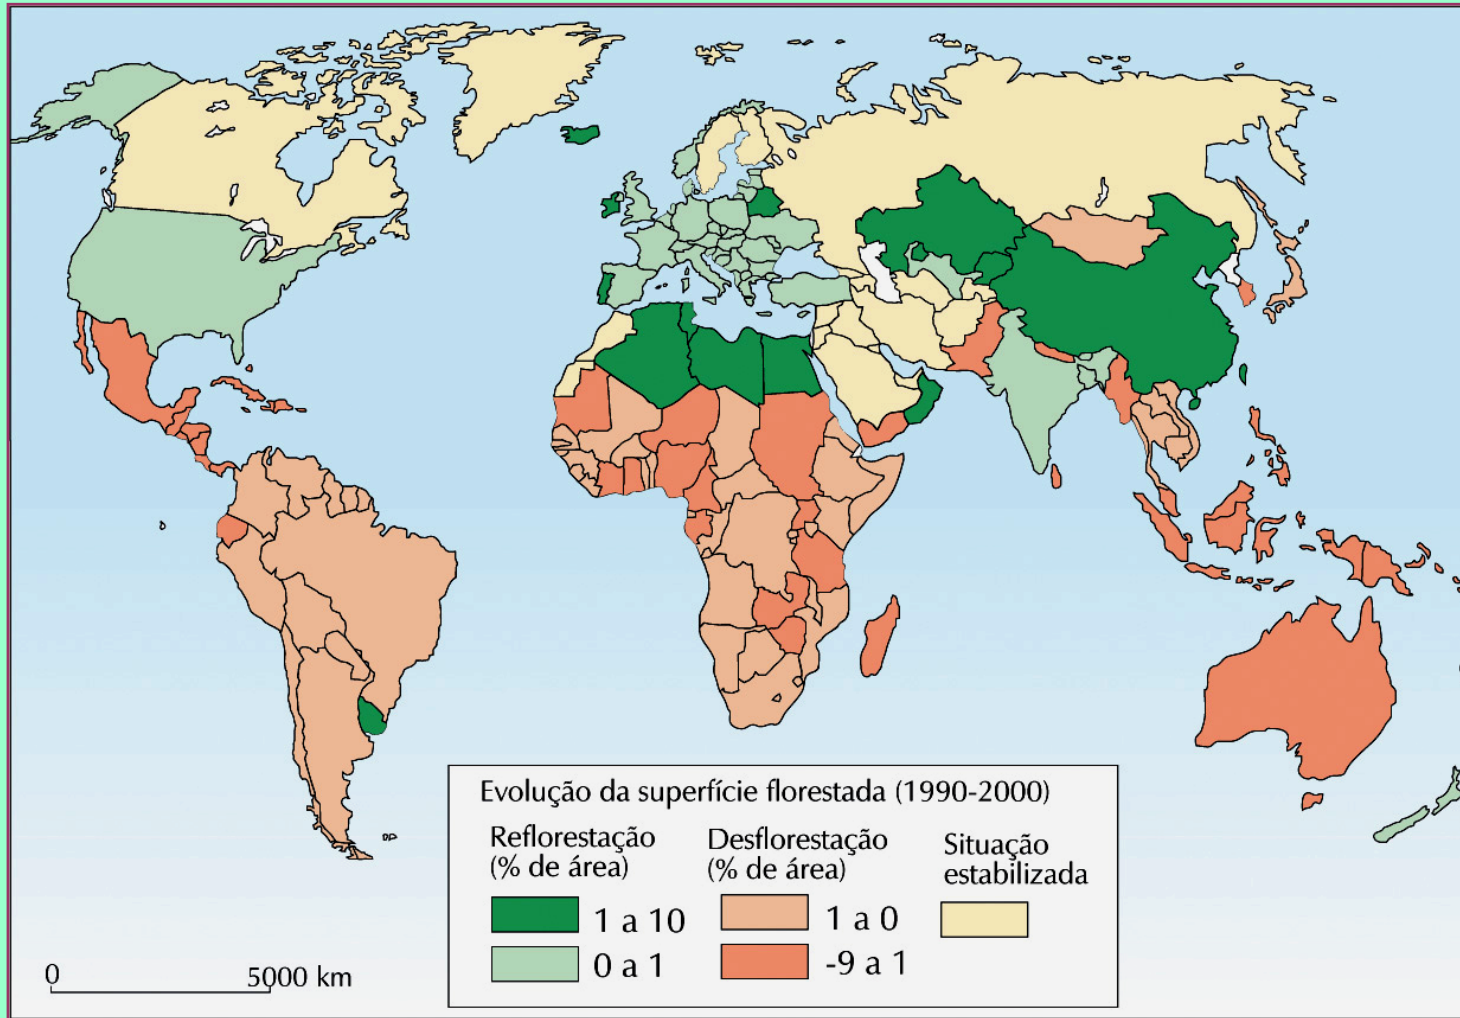 Evolução da superfície florestada (1990-2000)
Reflorestação
(% de área)
1 a 10
0 a 1
Desflorestação
(% de área)
1 a 0
-9 a 1
Situação
estabilizada
0
5000 km